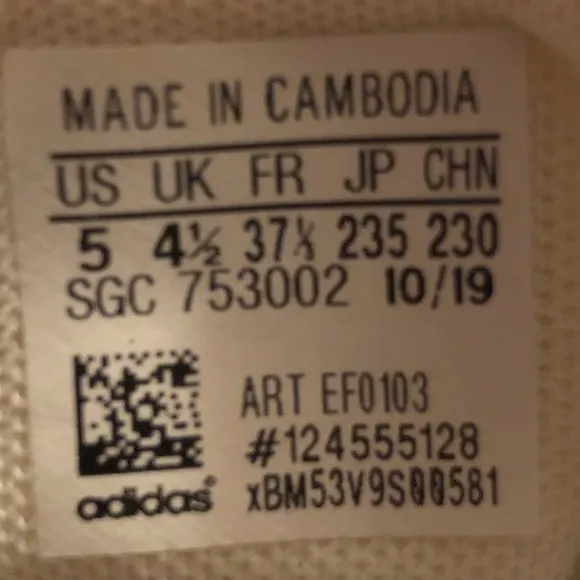 MADE IN CAMBODIA
US UK FR JP CHN
5 4½ 37⅓ 235 230
SGC 753002 10/19
ART EF0103
#124555128
adidas® xBM53V9S00581